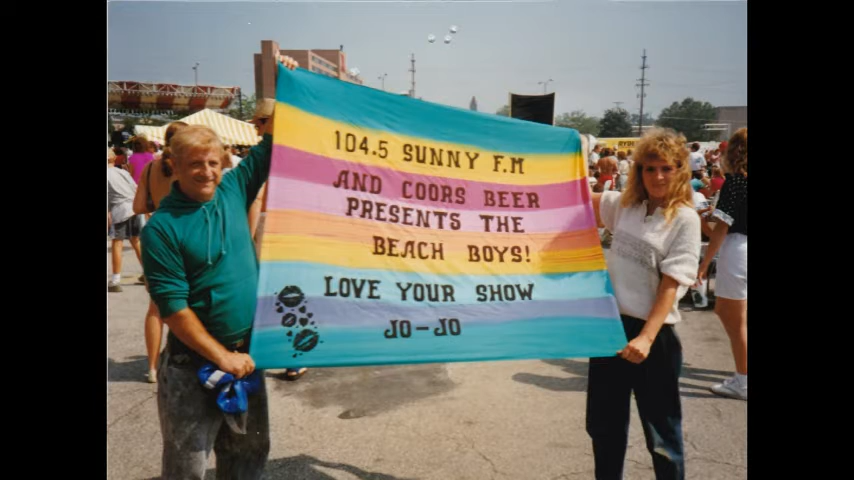 104.5 SUNNY F.M
AND COORS BEER
PRESENTS THE
BEACH BOYS!
LOVE YOUR SHOW
JO-JO